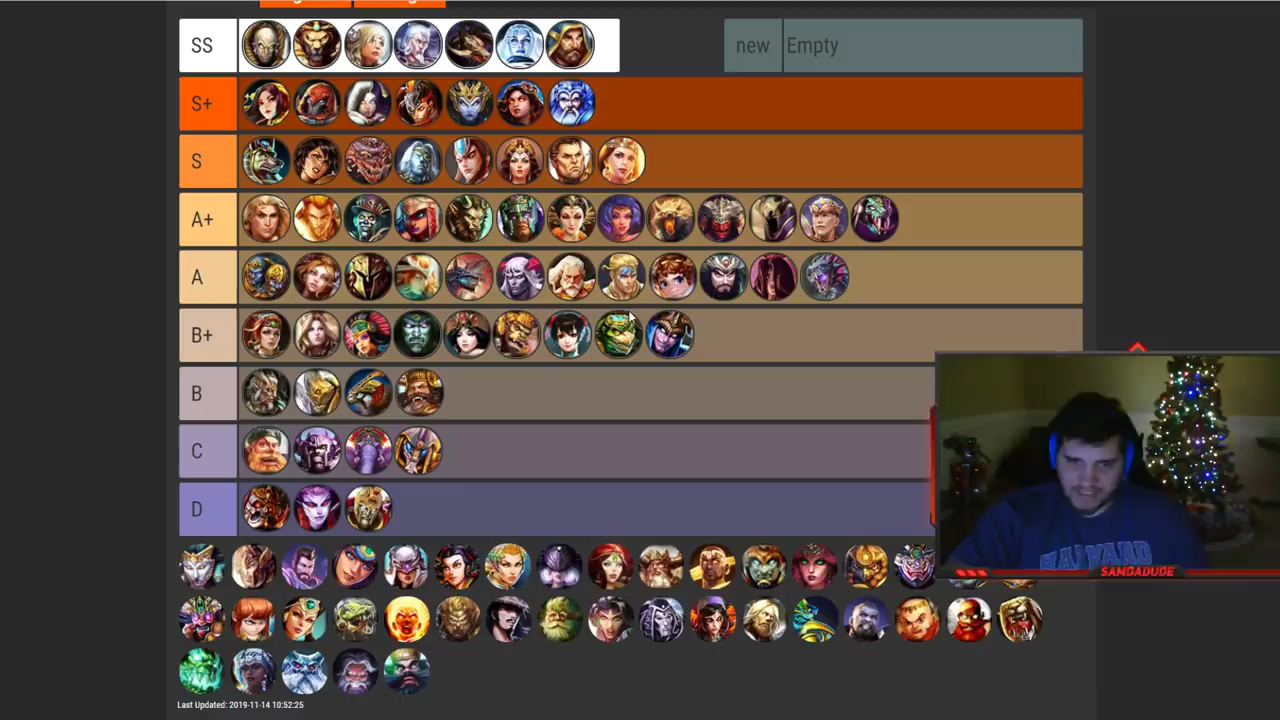 SS
new Empty
S+
S
A+
A
B+
B
C
D
HARVARD
SANDADUDE
Last Updated: 2019-11-14 10:52:25